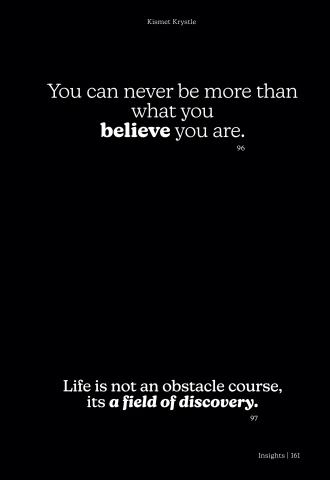 Kismet Krystle
You can never be more than
what you
believe you are.
96
Life is not an obstacle course,
its a field of discovery.
97
Insights | 161